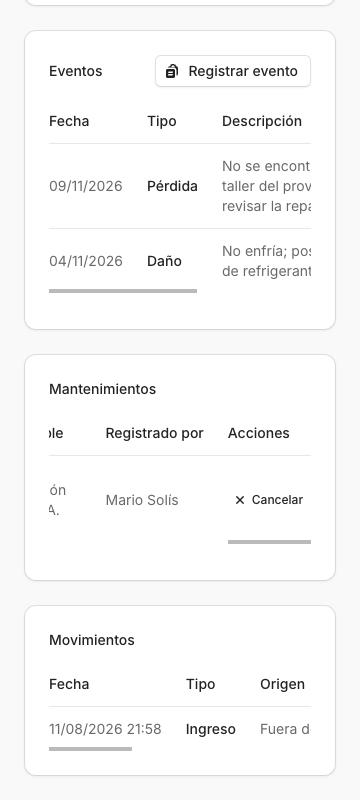 Eventos
Registrar evento
Fecha Tipo Descripción
No se encont
09/11/2026 Pérdida taller del prov
revisar la repa
No enfría; pos
04/11/2026 Daño
de refrigerant
Mantenimientos
ble Registrado por Acciones
ón
Mario Solís Cancelar
A.
Movimientos
Fecha Tipo Origen
11/08/2026 21:58 Ingreso Fuera d